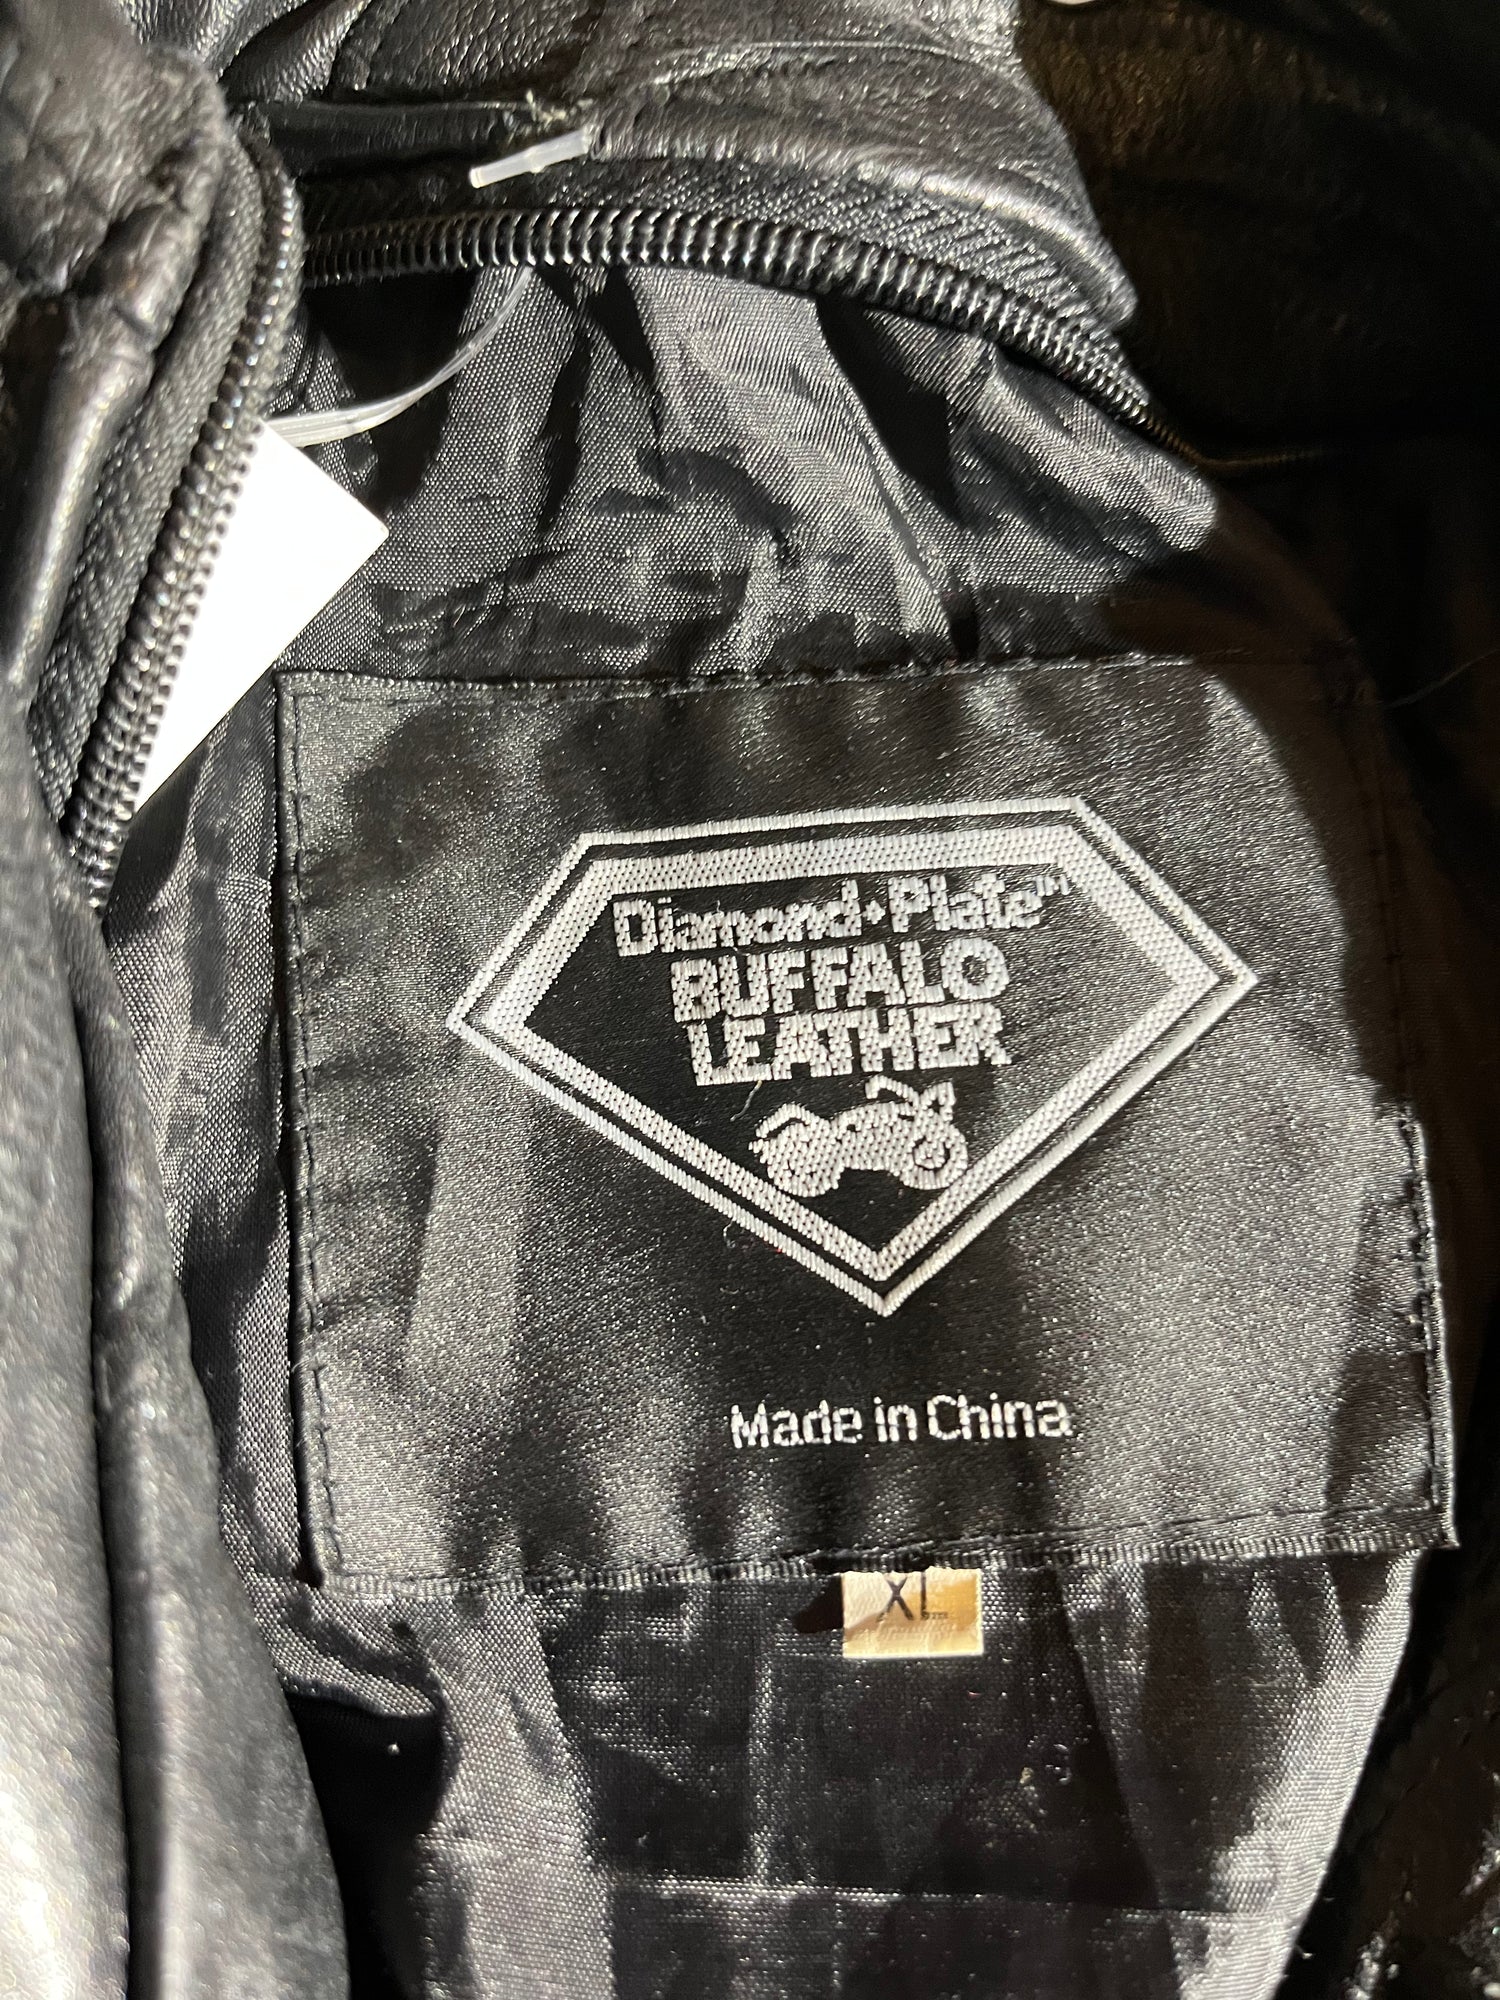 Diamond♦Plate™
BUFFALO
LEATHER
Made in China
XL